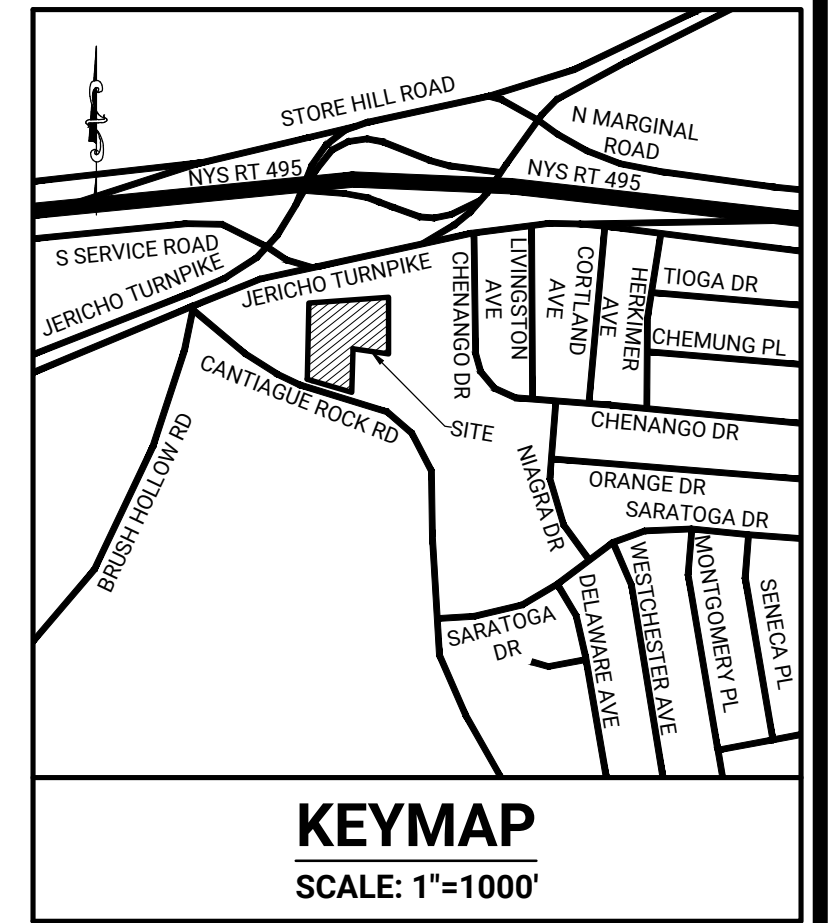 STORE HILL ROAD
N MARGINAL
ROAD
NYS RT 495
NYS RT 495
S SERVICE ROAD
JERICHO TURNPIKE
JERICHO TURNPIKE
CHENANGO DR
LIVINGSTON
AVE
CORTLAND
AVE
HERKIMER
AVE
TIOGA DR
CHEMUNG PL
CANTIAGUE ROCK RD
SITE
CHENANGO DR
BRUSH HOLLOW RD
NIAGRA DR
ORANGE DR
SARATOGA DR
SARATOGA
DR
DELAWARE AVE
WESTCHESTER AVE
MONTGOMERY PL
SENECA PL
KEYMAP
SCALE: 1"=1000'